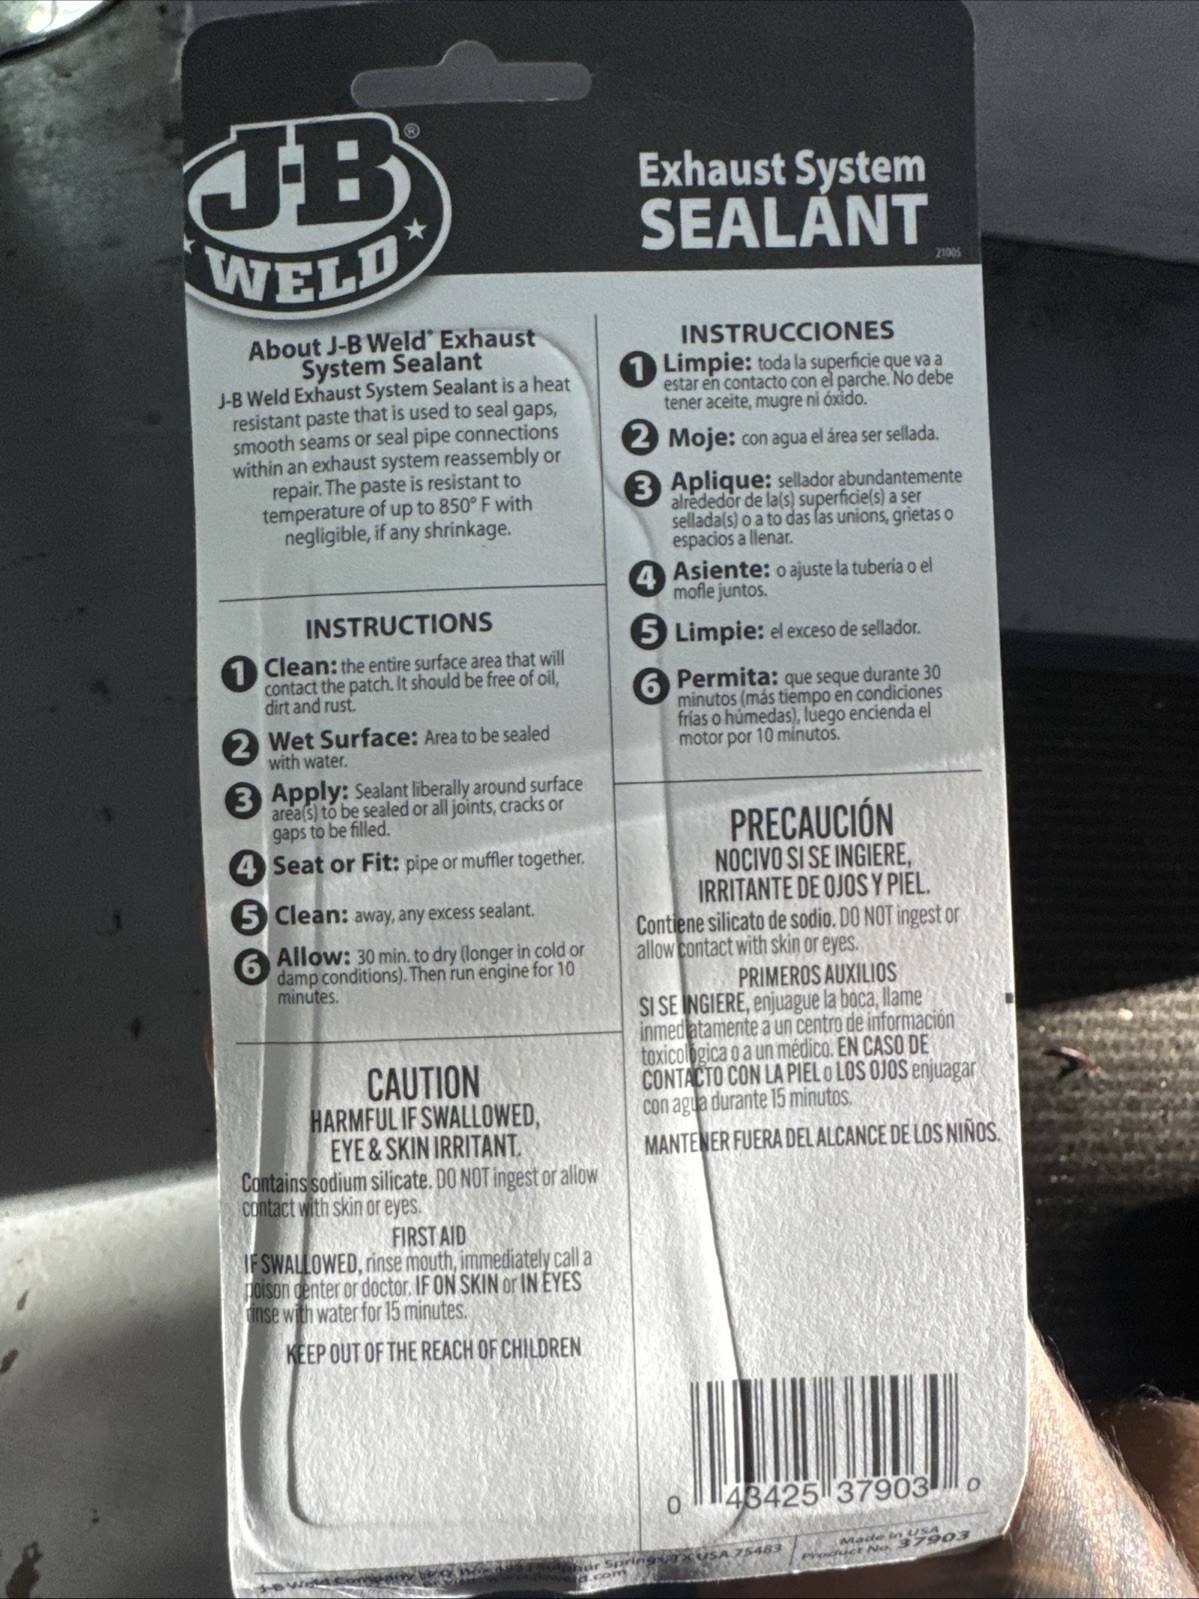 J-B®
WELD
Exhaust System
SEALANT
21005
About J-B Weld® Exhaust
System Sealant
J-B Weld Exhaust System Sealant is a heat
resistant paste that is used to seal gaps,
smooth seams or seal pipe connections
within an exhaust system reassembly or
repair. The paste is resistant to
temperature of up to 850° F with
negligible, if any shrinkage.
INSTRUCTIONS
1 Clean: the entire surface area that will
contact the patch. It should be free of oil,
dirt and rust.
2 Wet Surface: Area to be sealed
with water.
3 Apply: Sealant liberally around surface
area(s) to be sealed or all joints, cracks or
gaps to be filled.
4 Seat or Fit: pipe or muffler together.
5 Clean: away, any excess sealant.
6 Allow: 30 min. to dry (longer in cold or
damp conditions). Then run engine for 10
minutes.
CAUTION
HARMFUL IF SWALLOWED,
EYE & SKIN IRRITANT.
Contains sodium silicate. DO NOT ingest or allow
contact with skin or eyes.
FIRST AID
IF SWALLOWED, rinse mouth, immediately call a
poison center or doctor. IF ON SKIN or IN EYES
rinse with water for 15 minutes.
KEEP OUT OF THE REACH OF CHILDREN
INSTRUCCIONES
1 Limpie: toda la superficie que va a
estar en contacto con el parche. No debe
tener aceite, mugre ni óxido.
2 Moje: con agua el área ser sellada.
3 Aplique: sellador abundantemente
alrededor de la(s) superficie(s) a ser
sellada(s) o a to das las unions, grietas o
espacios a llenar.
4 Asiente: o ajuste la tubería o el
mofle juntos.
5 Limpie: el exceso de sellador.
6 Permita: que seque durante 30
minutos (más tiempo en condiciones
frías o húmedas), luego encienda el
motor por 10 minutos.
PRECAUCIÓN
NOCIVO SI SE INGIERE,
IRRITANTE DE OJOS Y PIEL.
Contiene silicato de sodio. DO NOT ingest or
allow contact with skin or eyes.
PRIMEROS AUXILIOS
SI SE INGIERE, enjuague la boca, llame
inmediatamente a un centro de información
toxicológica o a un médico. EN CASO DE
CONTACTO CON LA PIEL o LOS OJOS enjuagar
con agua durante 15 minutos.
MANTENER FUERA DEL ALCANCE DE LOS NIÑOS.
0 43425 37903 0
J-B Weld Company Sulphur Springs, TX USA 75483
www.jbweld.com
Made in USA
Product No. 37903